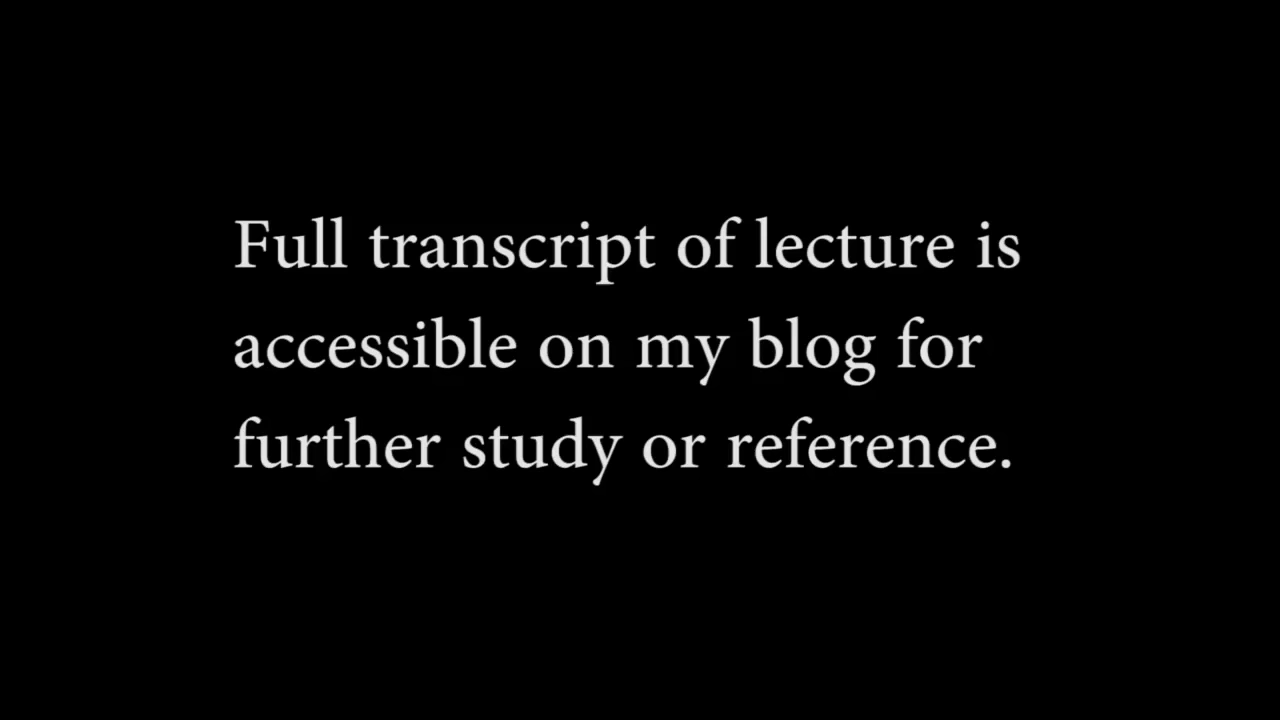 Full transcript of lecture is
accessible on my blog for
further study or reference.